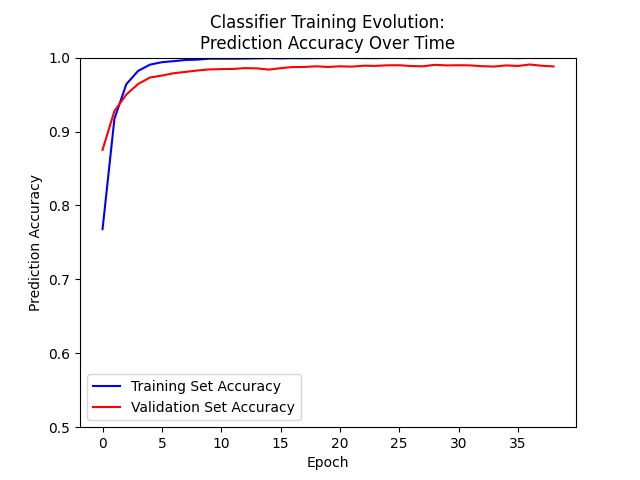 Classifier Training Evolution:
Prediction Accuracy Over Time
1.0
0.9
0.8
0.7
0.6
0.5
Prediction Accuracy
Training Set Accuracy
Validation Set Accuracy
0 5 10 15 20 25 30 35
Epoch